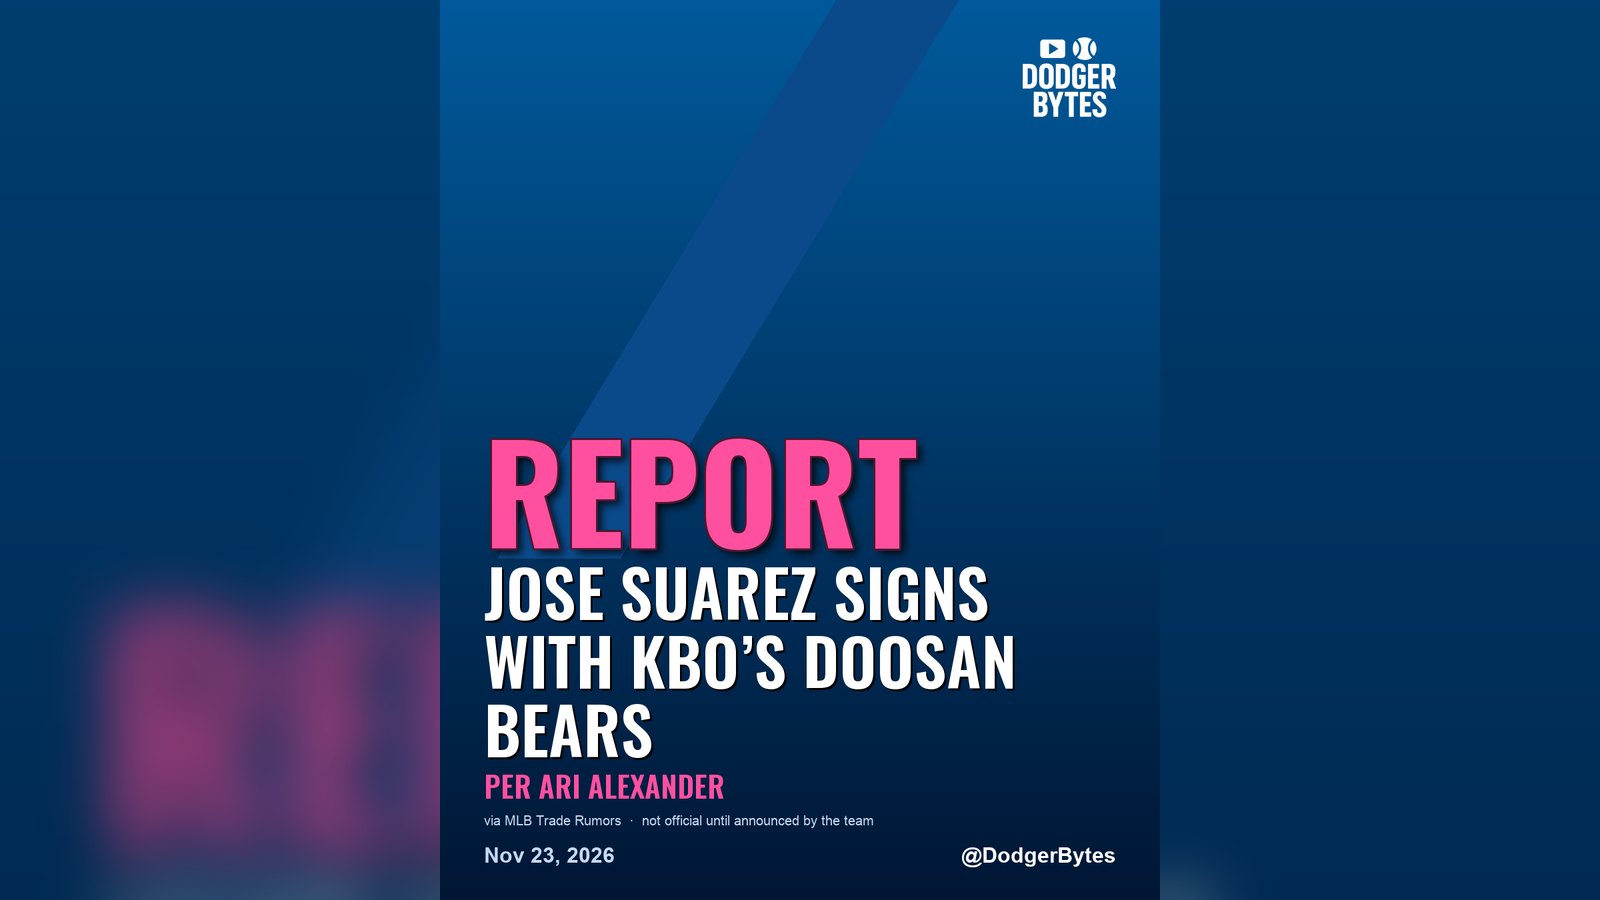 DODGER
BYTES
REPORT
JOSE SUAREZ SIGNS
WITH KBO’S DOOSAN
BEARS
PER ARI ALEXANDER
via MLB Trade Rumors · not official until announced by the team
Nov 23, 2026
@DodgerBytes